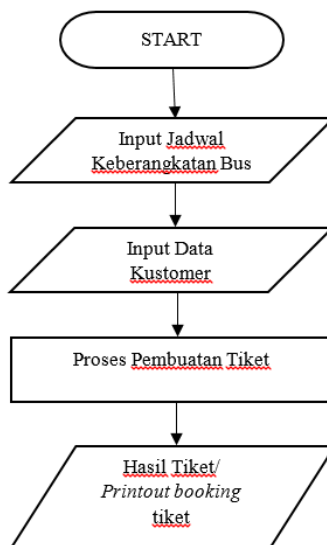 START
Input Jadwal
Keberangkatan Bus
Input Data
Kustomer
Proses Pembuatan Tiket
Hasil Tiket/
Printout booking
tiket